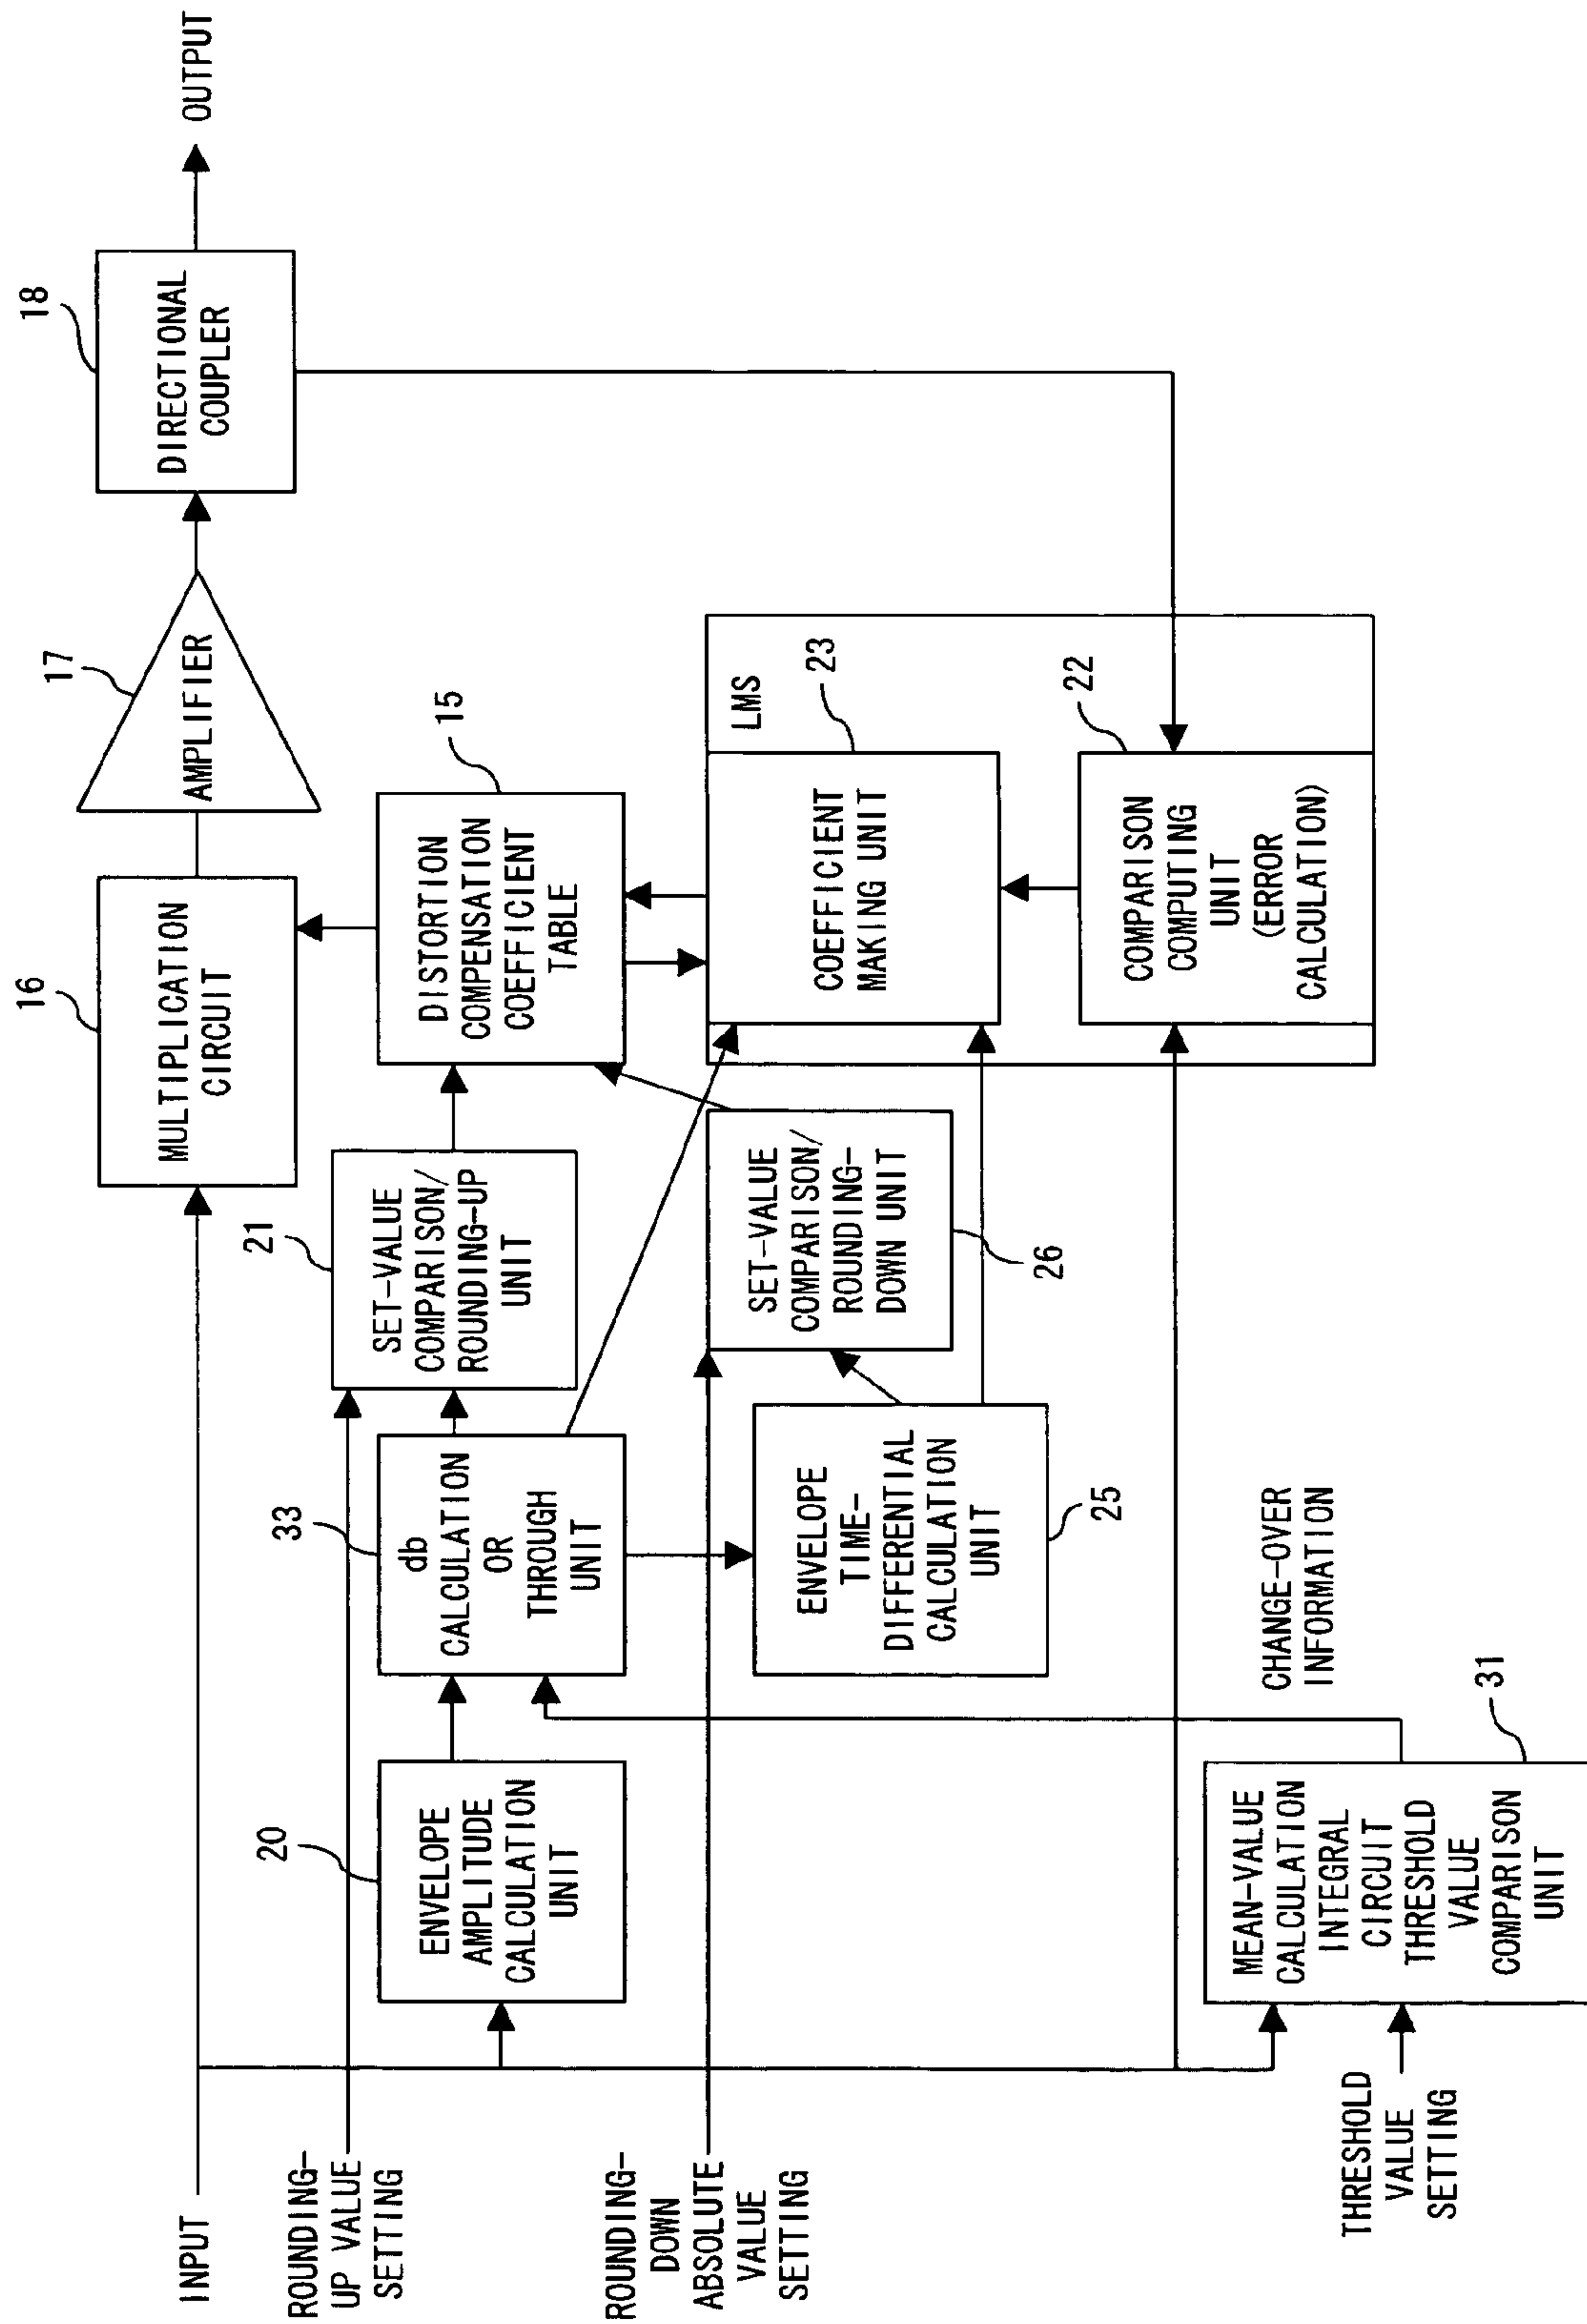 INPUT
16
MULTIPLICATION
CIRCUIT
17
AMPLIFIER
18
DIRECTIONAL
COUPLER
OUTPUT
ROUNDING-
UP VALUE
SETTING
20
ENVELOPE
AMPLITUDE
CALCULATION
UNIT
33
db
CALCULATION
OR
THROUGH
UNIT
21
SET-VALUE
COMPARISON/
ROUNDING-UP
UNIT
15
DISTORTION
COMPENSATION
COEFFICIENT
TABLE
ROUNDING-
DOWN
ABSOLUTE
VALUE
SETTING
ENVELOPE
TIME-
DIFFERENTIAL
CALCULATION
UNIT
25
SET-VALUE
COMPARISON/
ROUNDING-
DOWN UNIT
26
LMS
23
COEFFICIENT
MAKING UNIT
22
COMPARISON
COMPUTING
UNIT
(ERROR
CALCULATION)
THRESHOLD
VALUE
SETTING
MEAN-VALUE
CALCULATION
INTEGRAL
CIRCUIT
THRESHOLD
VALUE
COMPARISON
UNIT
31
CHANGE-OVER
INFORMATION